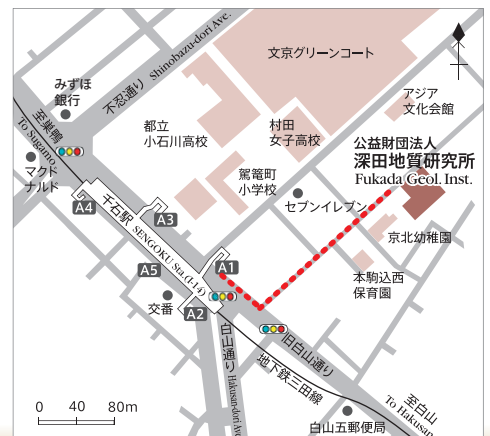 文京グリーンコート
不忍通り Shinobazu-dori Ave.
みずほ
銀行
至巣鴨
To Sugamo
マクド
ナルド
都立
小石川高校
村田
女子高校
アジア
文化会館
公益財団法人
深田地質研究所
Fukada Geol. Inst.
駕籠町
小学校
セブンイレブン
京北幼稚園
本駒込西
保育園
千石駅 SENGOKU Sta.(I-14)
A4
A3
A5
A1
A2
交番
白山通り
Hakusan-dori Ave
旧白山通り
地下鉄三田線
至白山
To Hakusan
白山五郵便局
0 40 80m